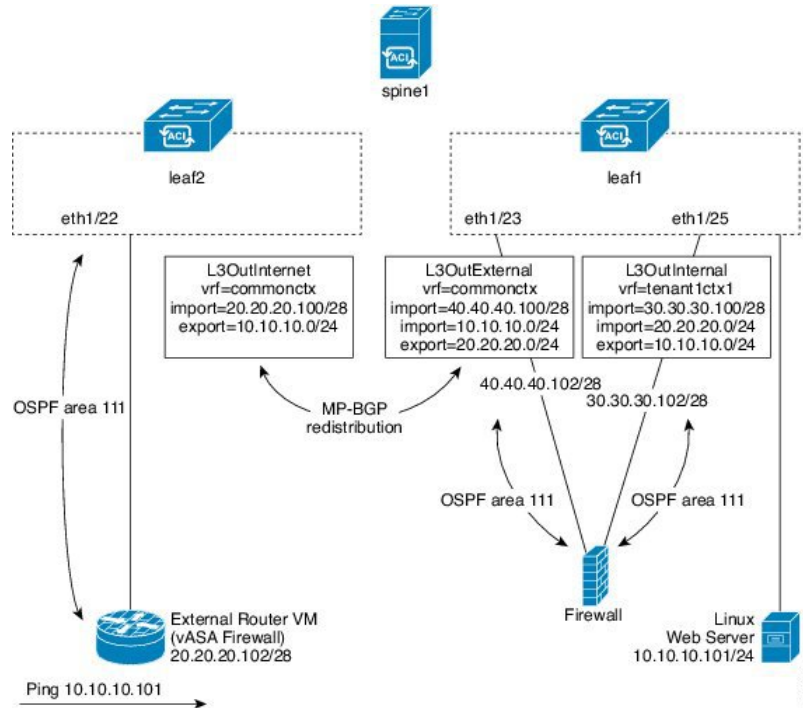 ACI
spine1
ACI
leaf2
ACI
leaf1
eth1/22
eth1/23
eth1/25
L3OutInternet
vrf=commonctx
import=20.20.20.100/28
export=10.10.10.0/24
L3OutExternal
vrf=commonctx
import=40.40.40.100/28
import=10.10.10.0/24
export=20.20.20.0/24
L3OutInternal
vrf=tenant1ctx1
import=30.30.30.100/28
import=20.20.20.0/24
export=10.10.10.0/24
40.40.40.102/28
30.30.30.102/28
OSPF area 111
MP-BGP
redistribution
OSPF area 111
OSPF area 111
Firewall
External Router VM
(vASA Firewall)
20.20.20.102/28
Linux
Web Server
10.10.10.101/24
Ping 10.10.10.101